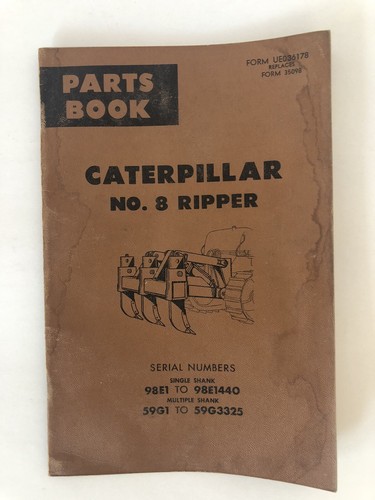 PARTS
BOOK
FORM UE036178
REPLACES
FORM 35098
CATERPILLAR
NO. 8 RIPPER
SERIAL NUMBERS
SINGLE SHANK
98E1 TO 98E1440
MULTIPLE SHANK
59G1 TO 59G3325